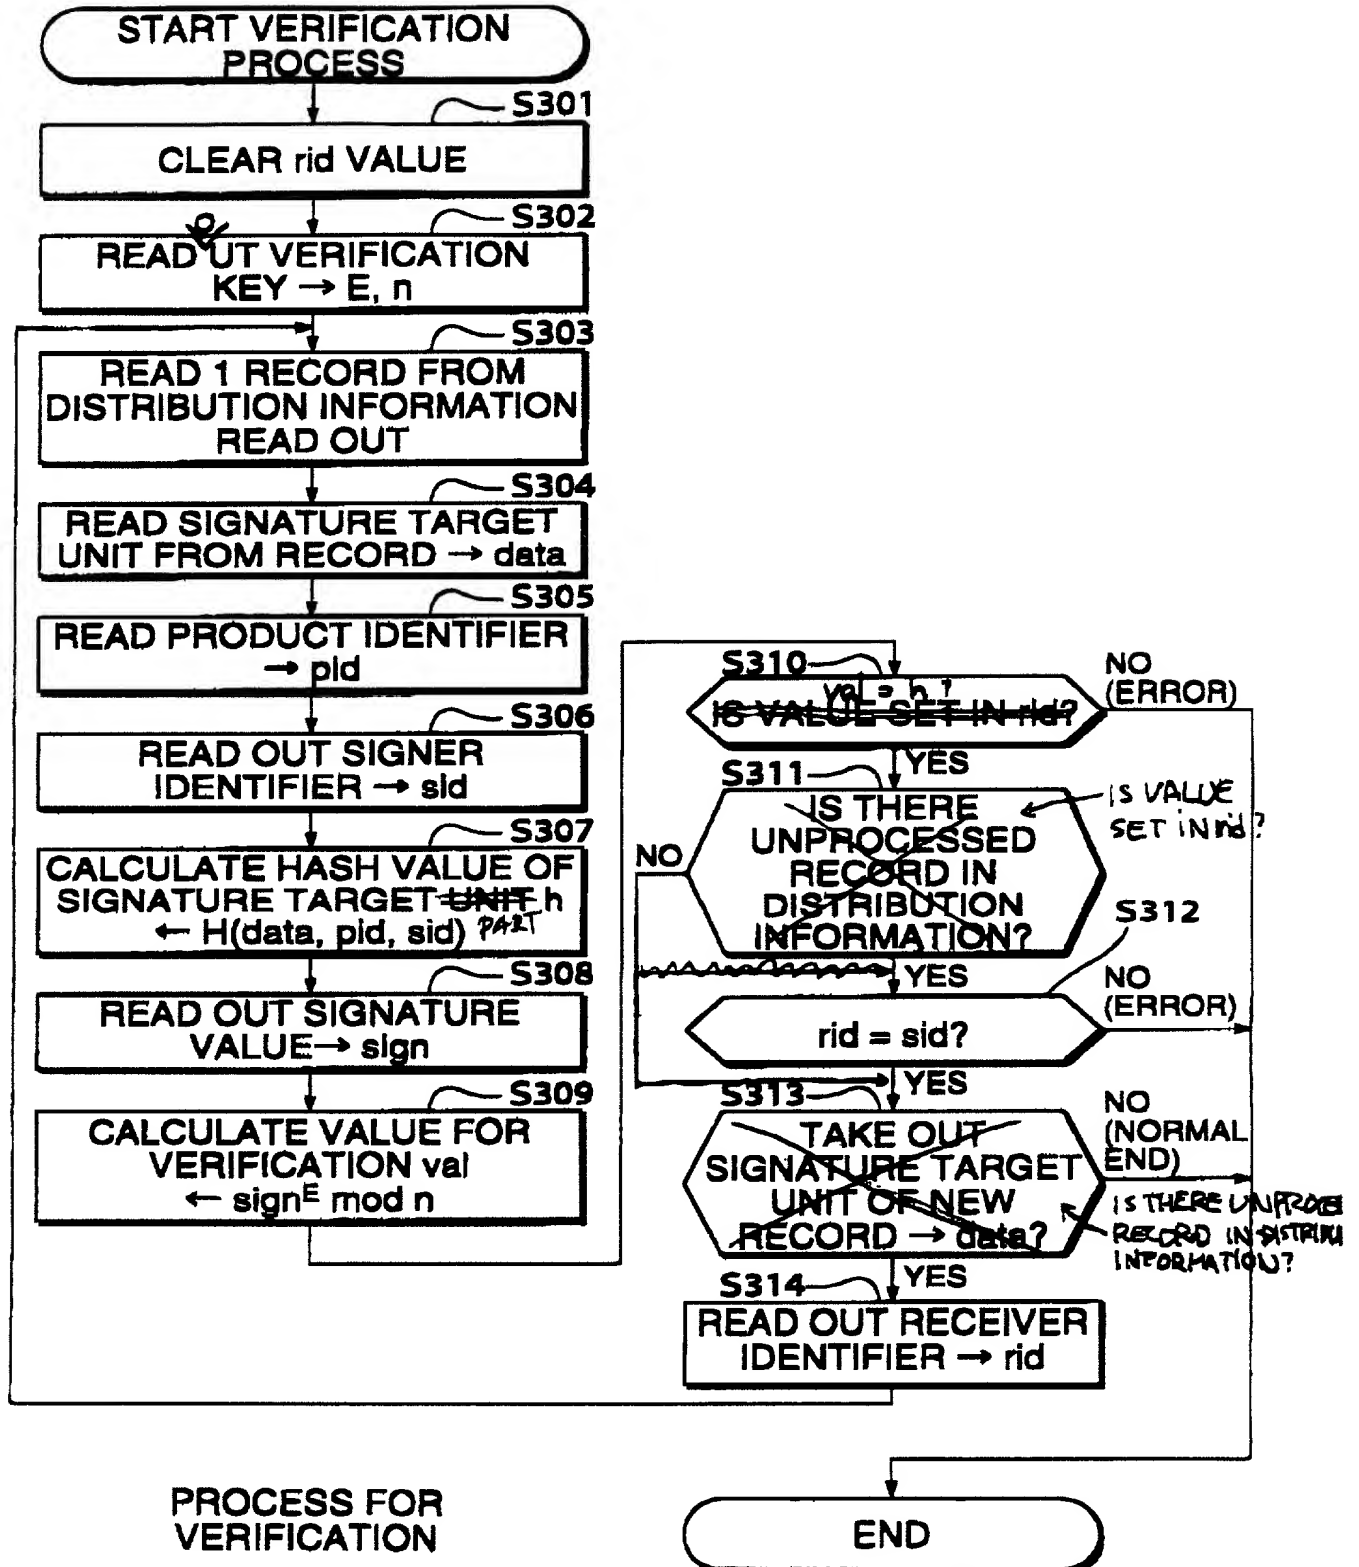 START VERIFICATION
PROCESS
S301
CLEAR rid VALUE
S302
READ UT VERIFICATION
KEY → E, n
S303
READ 1 RECORD FROM
DISTRIBUTION INFORMATION
READ OUT
S304
READ SIGNATURE TARGET
UNIT FROM RECORD → data
S305
READ PRODUCT IDENTIFIER
→ pid
S306
READ OUT SIGNER
IDENTIFIER → sid
S307
CALCULATE HASH VALUE OF
SIGNATURE TARGET UNIT h
← H(data, pid, sid) PART
S308
READ OUT SIGNATURE
VALUE → sign
S309
CALCULATE VALUE FOR
VERIFICATION val
← sign^E mod n
S310
val = h ?
IS VALUE SET IN rid?
NO
(ERROR)
YES
S311
IS THERE
UNPROCESSED
RECORD IN
DISTRIBUTION
INFORMATION?
IS VALUE
SET IN rid?
NO
YES
S312
rid = sid?
NO
(ERROR)
YES
S313
TAKE OUT
SIGNATURE TARGET
UNIT OF NEW
RECORD → data?
NO
(NORMAL
END)
IS THERE UNPROCE
RECORD IN DISTRIBU
INFORMATION?
YES
S314
READ OUT RECEIVER
IDENTIFIER → rid
PROCESS FOR
VERIFICATION
END